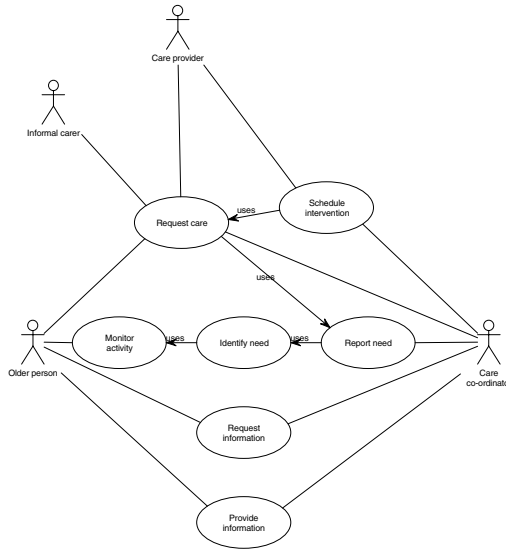 Care provider
Informal carer
Schedule
intervention
uses
Request care
uses
Monitor
activity
uses
Identify need
uses
Report need
Older person
Care
co-ordinato
Request
information
Provide
information